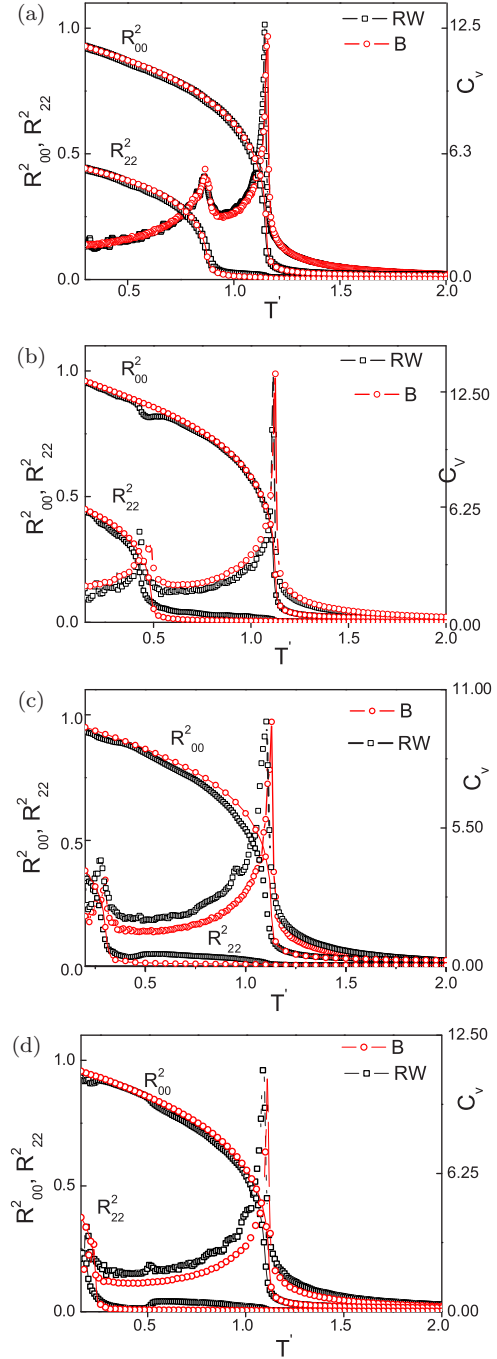 (a)
R²₀₀
RW
B
12.5
1.0
R²₀₀, R²₂₂
0.5
R²₂₂
6.3
C_v
0.0
0.0
0.5 1.0 1.5 2.0
T'
(b)
R²₀₀
RW
B
1.0
12.50
R²₀₀, R²₂₂
0.5
R²₂₂
6.25
C_v
0.0
0.00
0.5 1.0 1.5 2.0
T'
(c)
11.00
1.0
R²₀₀
B
RW
R²₀₀, R²₂₂
0.5
5.50
C_v
R²₂₂
0.0
0.00
0.5 1.0 1.5 2.0
T'
(d)
12.50
B
RW
1.0
R²₀₀
R²₀₀, R²₂₂
0.5
R²₂₂
6.25
C_v
0.0
0.00
0.5 1.0 1.5 2.0
T'